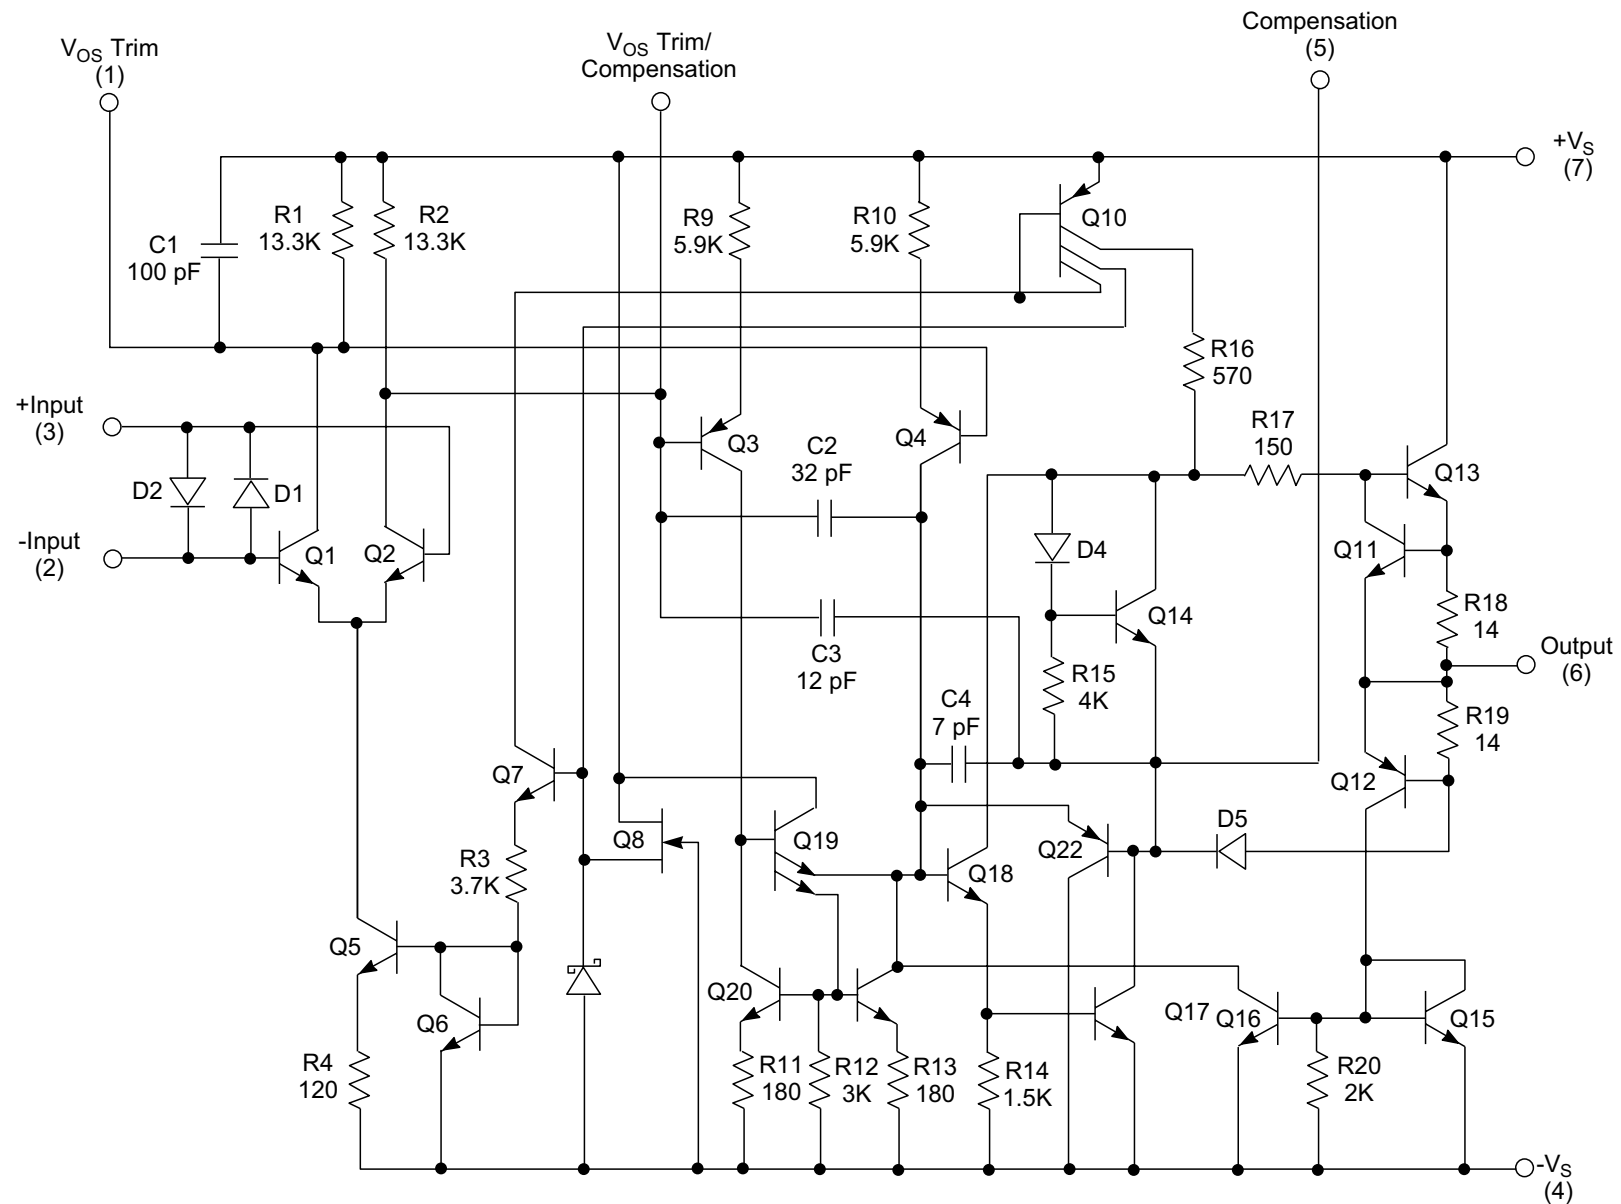 Compensation
(5)
V_OS Trim
(1)
V_OS Trim/
Compensation
+V_S
(7)
R1
13.3K
R2
13.3K
R9
5.9K
R10
5.9K
Q10
C1
100 pF
R16
570
+Input
(3)
R17
150
Q3
C2
32 pF
Q4
Q13
D2
D1
-Input
(2)
Q1
Q2
D4
Q11
Q14
R18
14
C3
12 pF
R15
4K
Output
(6)
C4
7 pF
R19
14
Q7
Q12
Q8
Q19
Q22
D5
R3
3.7K
Q18
Q5
Q20
Q6
Q17
Q16
Q15
R4
120
R11
180
R12
3K
R13
180
R14
1.5K
R20
2K
-V_S
(4)